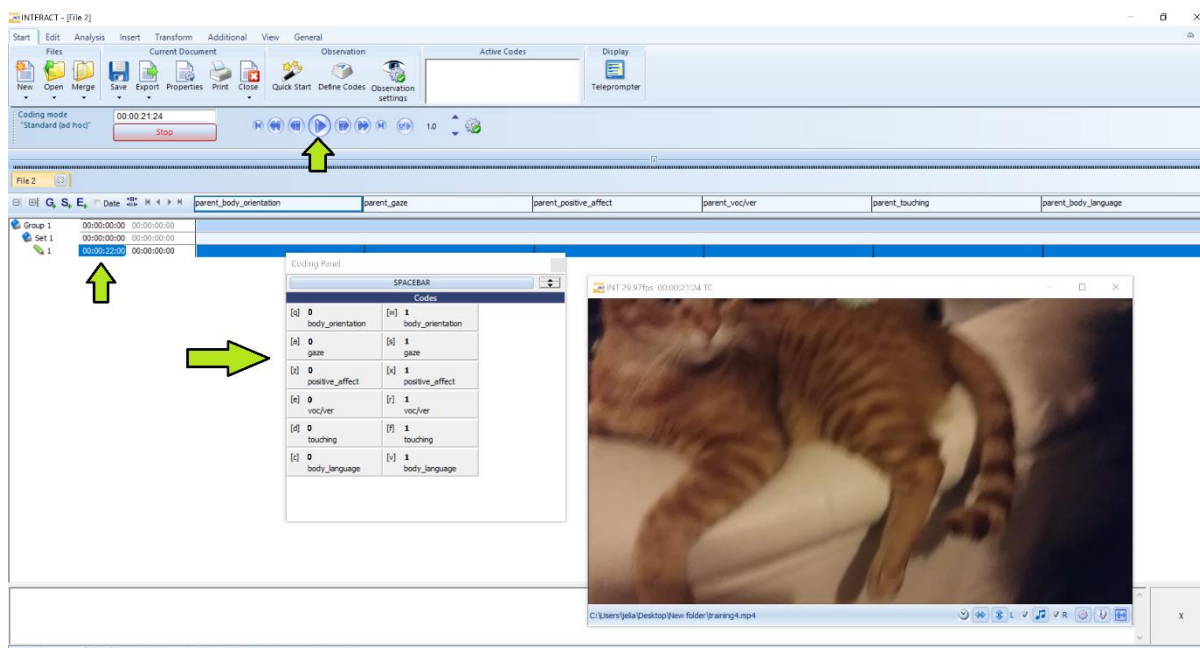 INTERACT - [File 2]
Start Edit Analysis Insert Transform Additional View General
Files Current Document Observation Active Codes Display
New Open Merge Save Export Properties Print Close Quick Start Define Codes Observation settings Teleprompter
Coding mode
"Standard (ad hoc)"
00:00:21:24
Stop
1.0
File 2
G, S, E, Date parent_body_orientation parent_gaze parent_positive_affect parent_voc/ver parent_touching parent_body_language
Group 1 00:00:00:00 00:00:00:00
Set 1 00:00:00:00 00:00:00:00
1 00:00:22:00 00:00:00:00
Coding Panel
SPACEBAR
Codes
[q] 0 [w] 1
body_orientation body_orientation
[a] 0 [s] 1
gaze gaze
[z] 0 [x] 1
positive_affect positive_affect
[e] 0 [r] 1
voc/ver voc/ver
[d] 0 [f] 1
touching touching
[c] 0 [v] 1
body_language body_language
INT 29.97fps 00:00:21:24 TC
C:\Users\jelia\Desktop\New folder\training4.mp4
L R
X